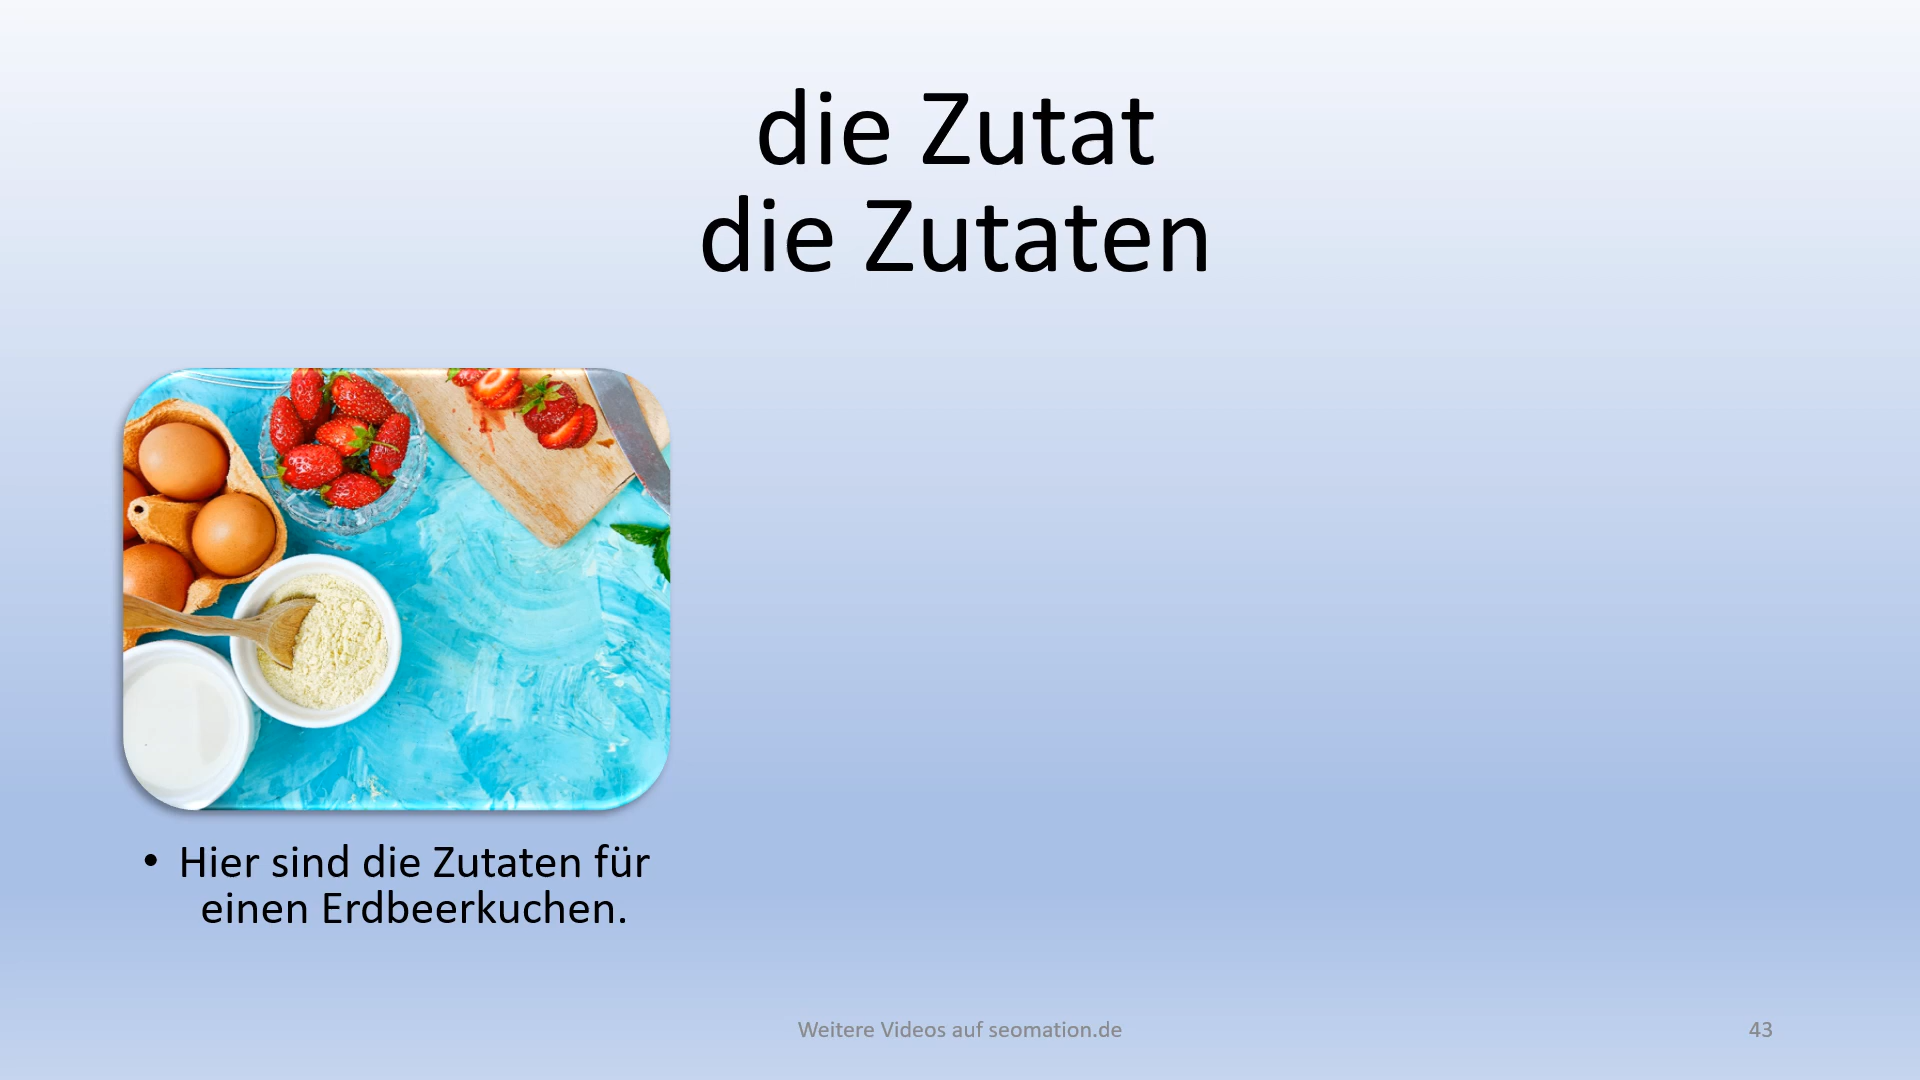 die Zutat
die Zutaten
• Hier sind die Zutaten für
einen Erdbeerkuchen.
Weitere Videos auf seomation.de
43